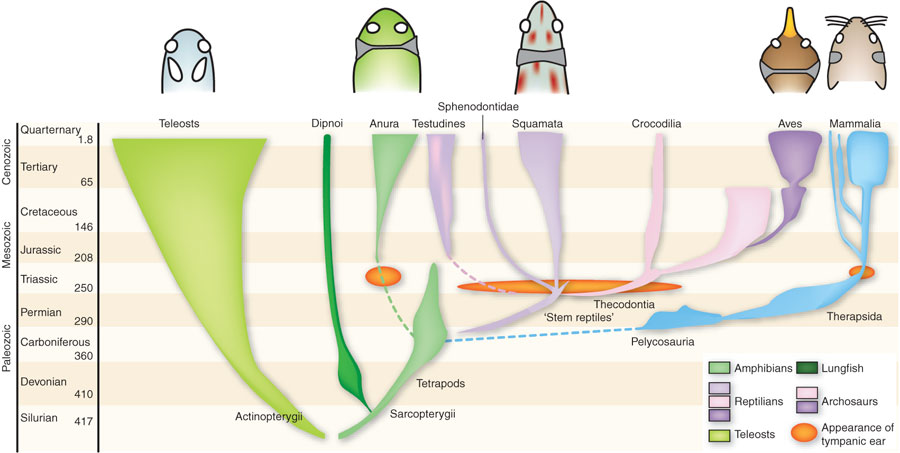 Sphenodontidae
Teleosts
Dipnoi
Anura
Testudines
Squamata
Crocodilia
Aves
Mammalia
Cenozoic
Mesozoic
Paleozoic
Quarternary
1.8
Tertiary
65
Cretaceous
146
Jurassic
208
Triassic
250
Permian
290
Carboniferous
360
Devonian
410
Silurian
417
Thecodontia
'Stem reptiles'
Therapsida
Pelycosauria
Tetrapods
Actinopterygii
Sarcopterygii
Amphibians
Lungfish
Reptilians
Archosaurs
Teleosts
Appearance of
tympanic ear